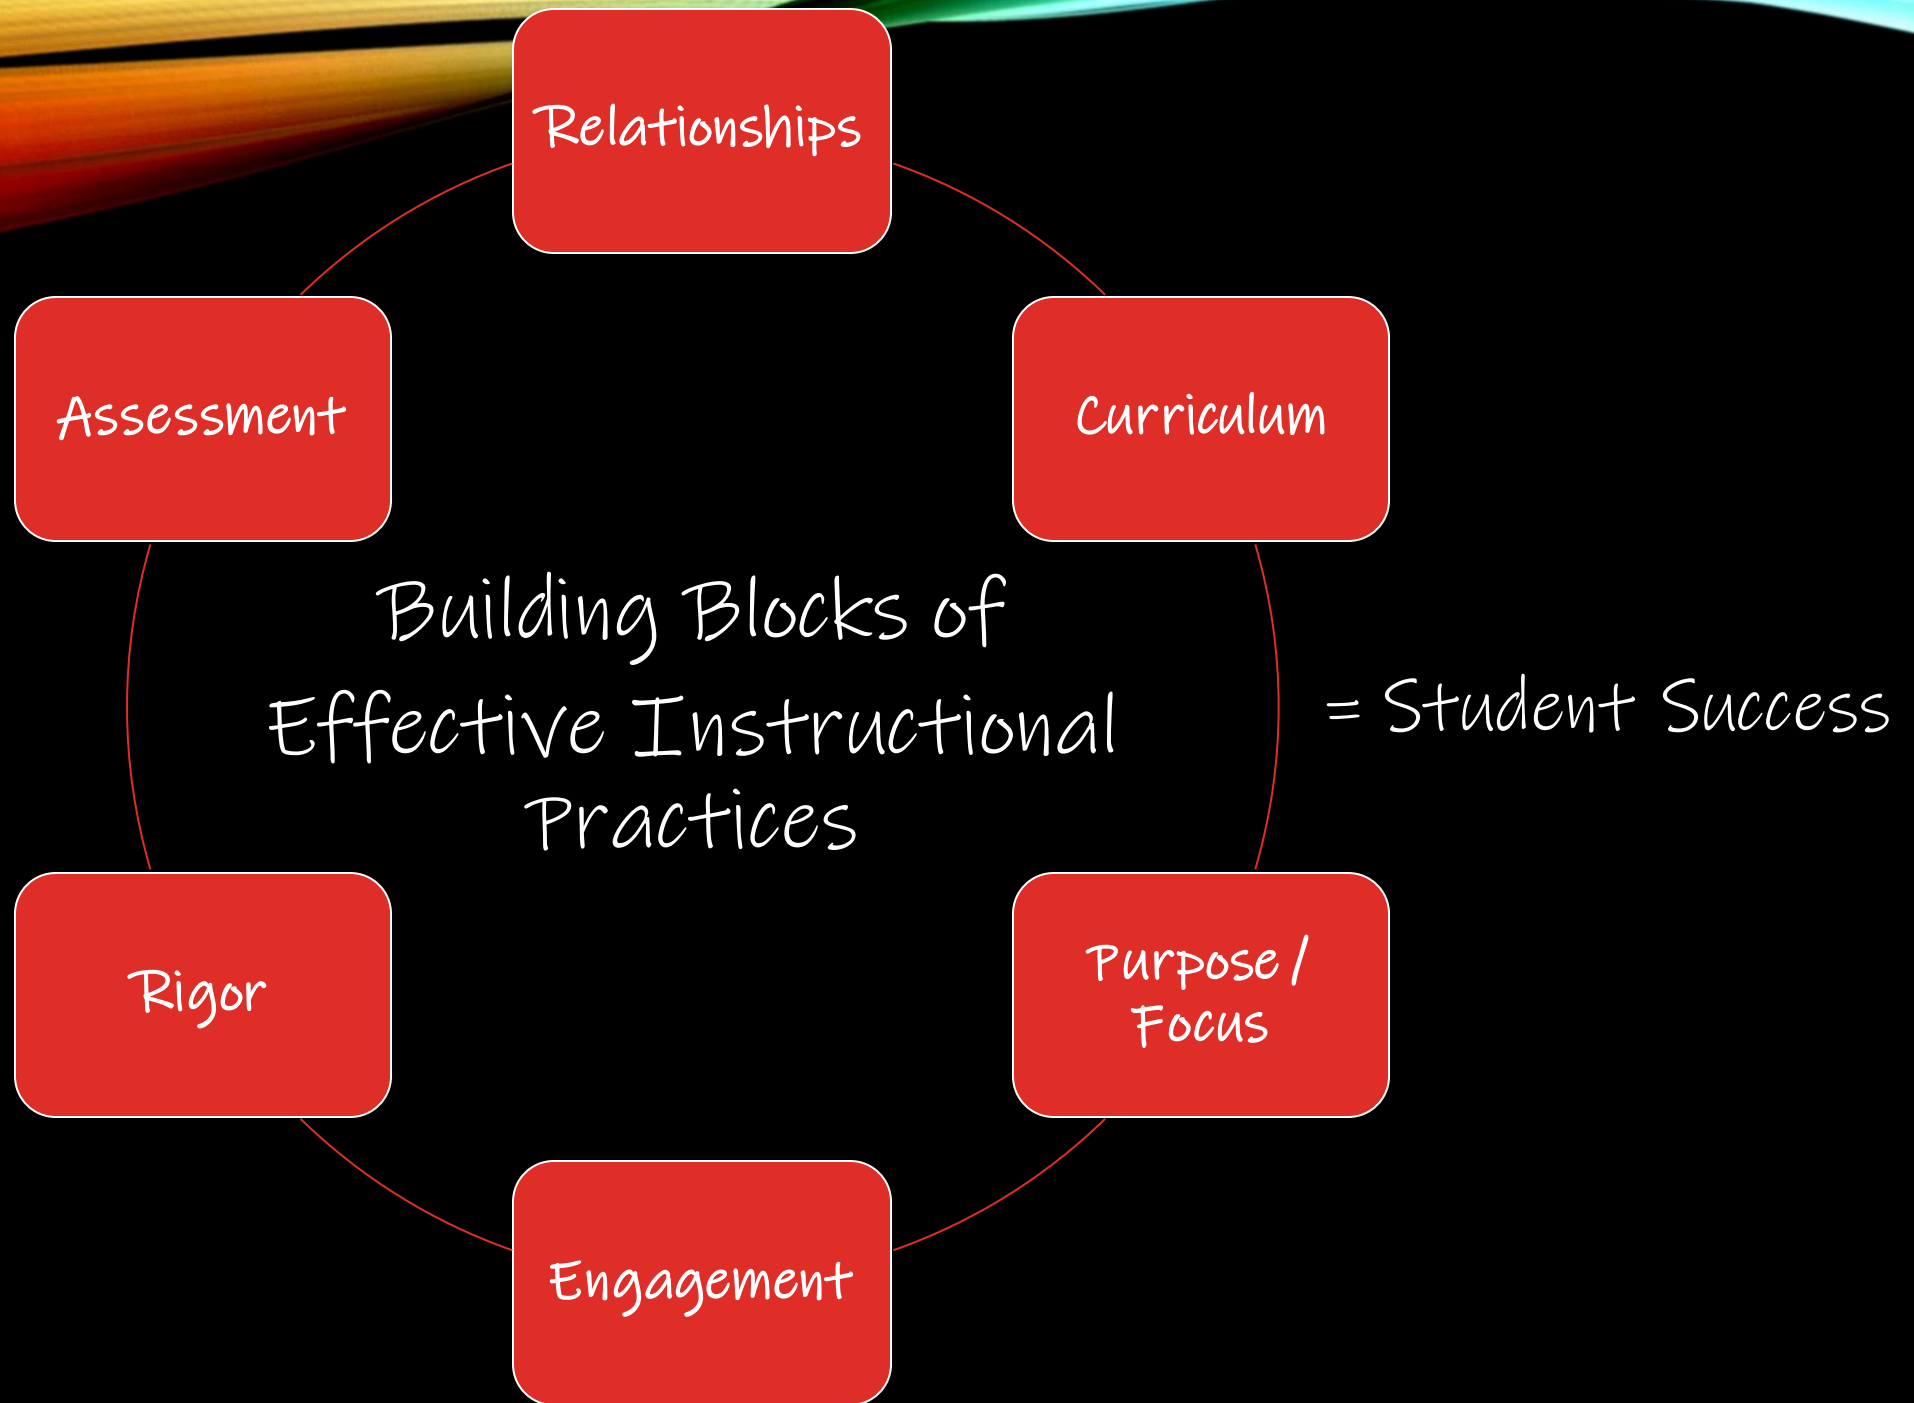 Relationships
Assessment
Curriculum
Building Blocks of
Effective Instructional
Practices
= Student Success
Rigor
Purpose/
Focus
Engagement